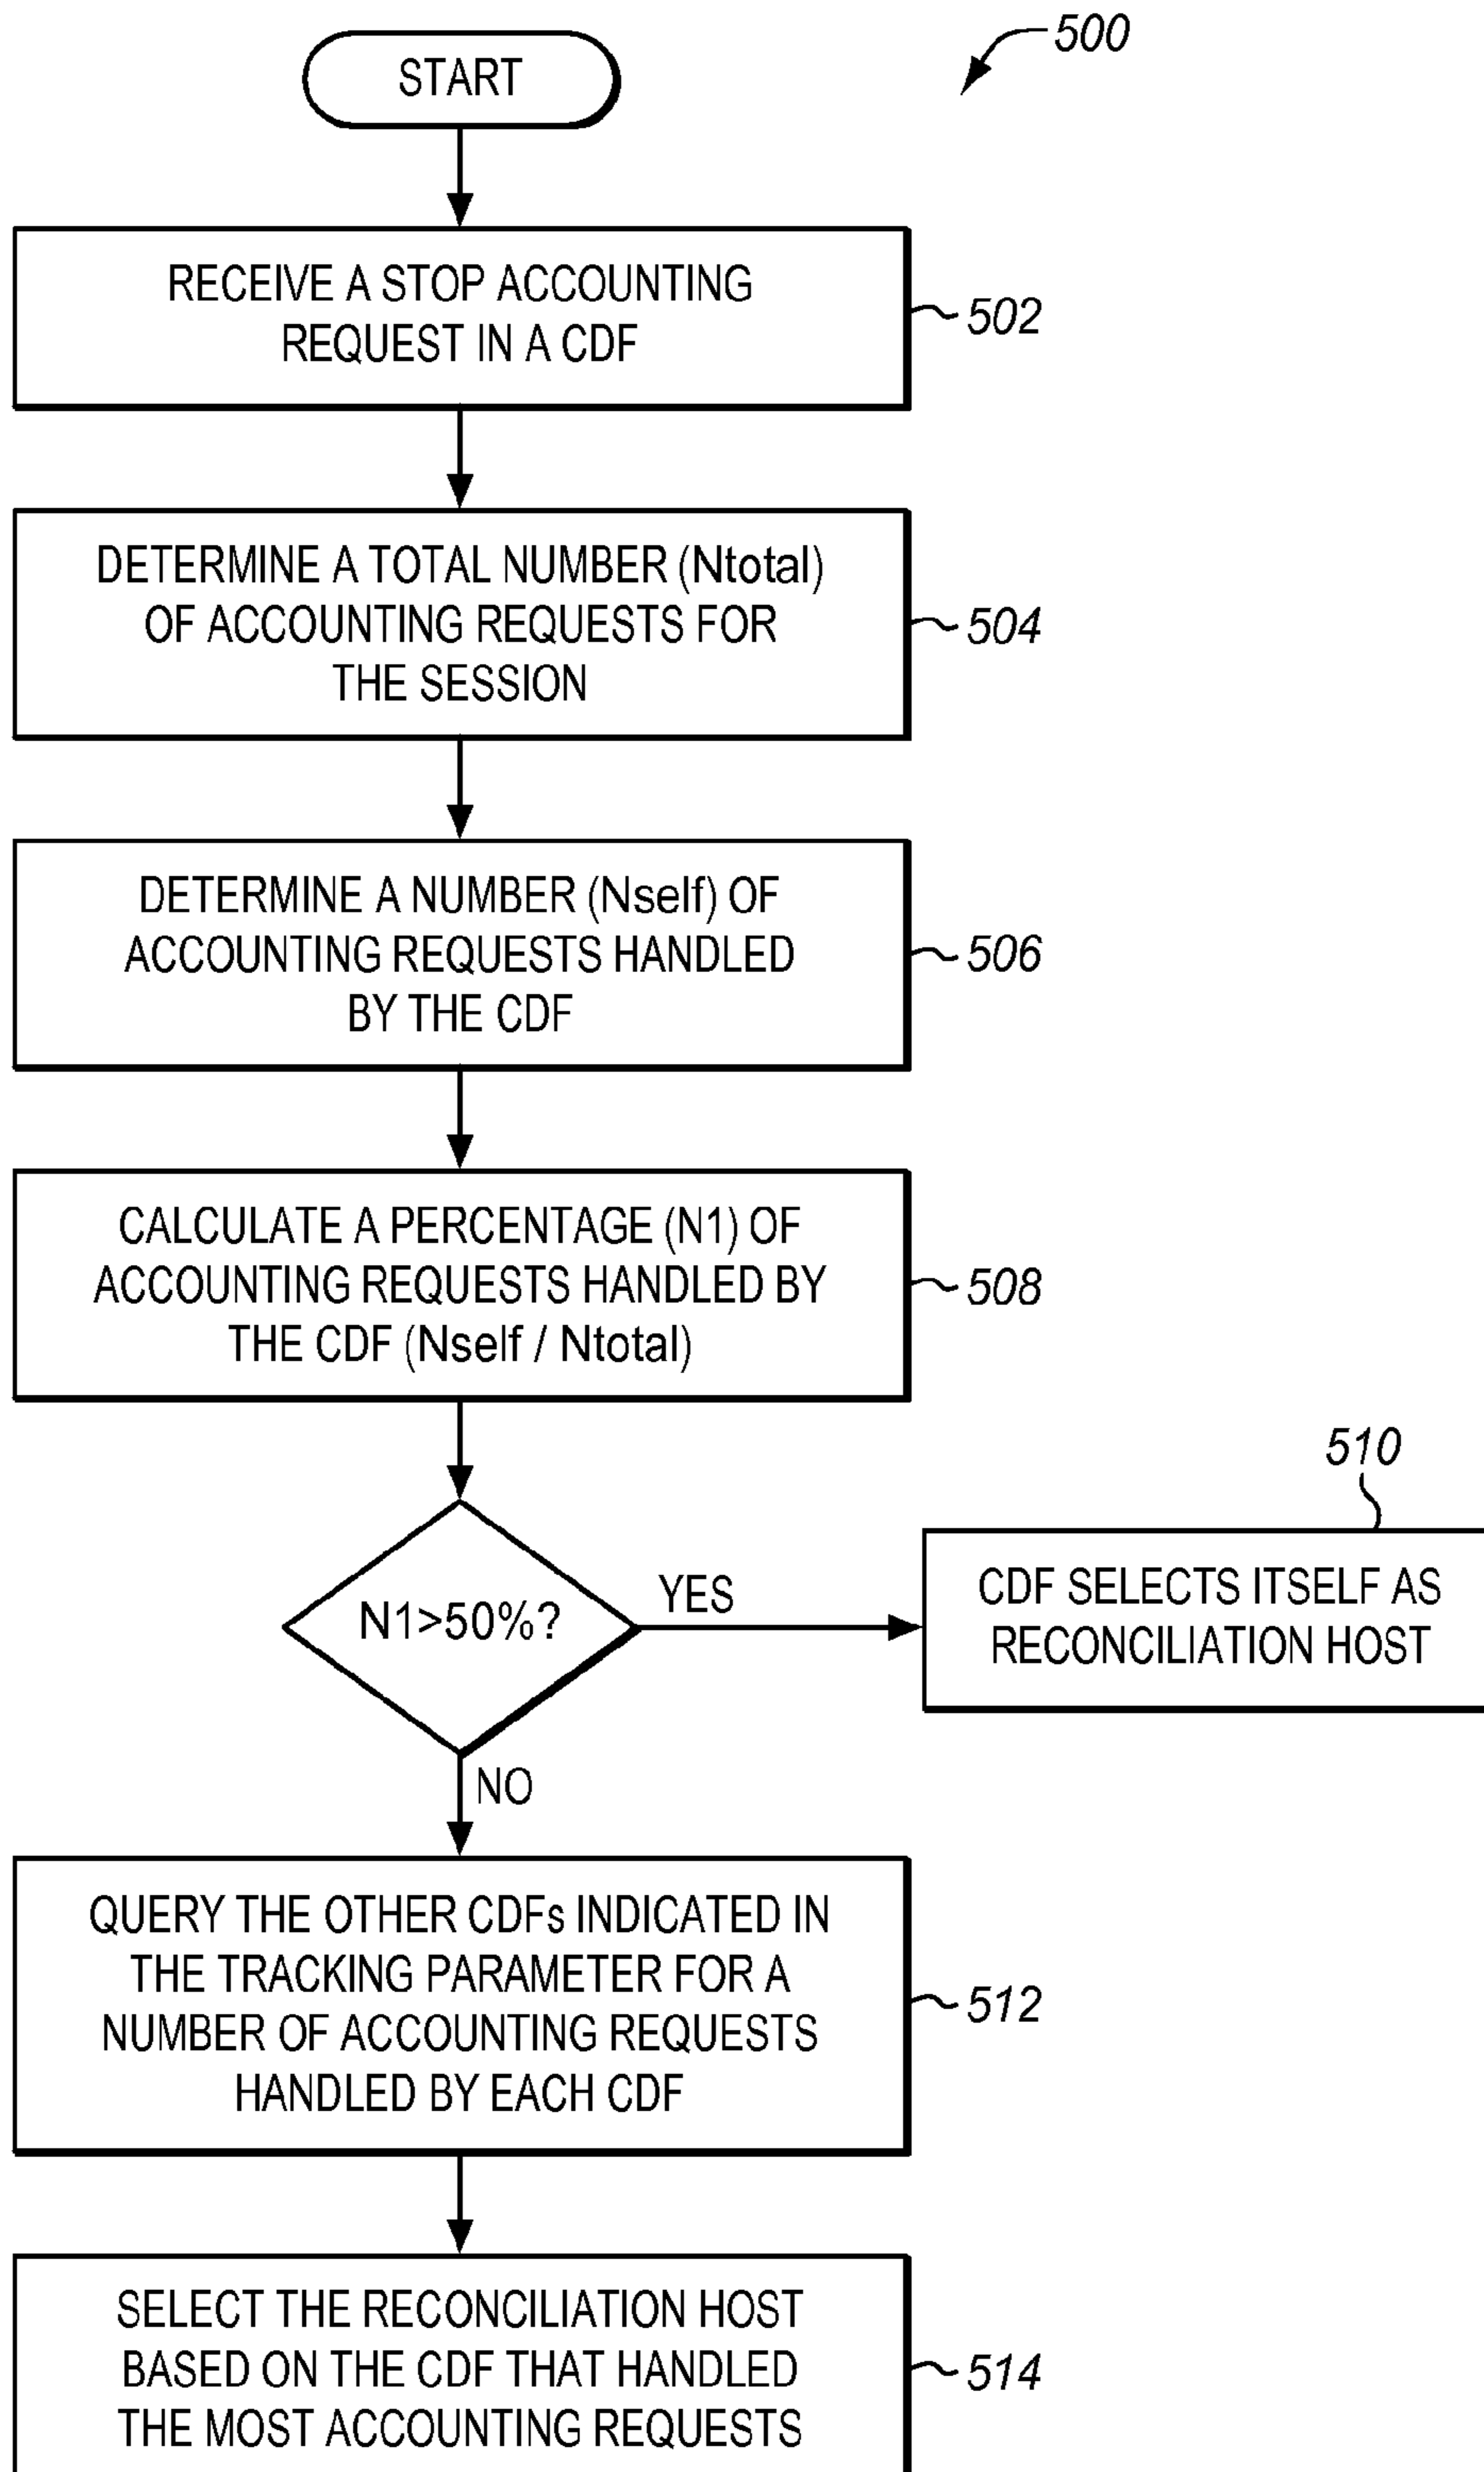 500
START
RECEIVE A STOP ACCOUNTING
REQUEST IN A CDF
502
DETERMINE A TOTAL NUMBER (Ntotal)
OF ACCOUNTING REQUESTS FOR
THE SESSION
504
DETERMINE A NUMBER (Nself) OF
ACCOUNTING REQUESTS HANDLED
BY THE CDF
506
CALCULATE A PERCENTAGE (N1) OF
ACCOUNTING REQUESTS HANDLED BY
THE CDF (Nself / Ntotal)
508
N1>50%?
YES
510
CDF SELECTS ITSELF AS
RECONCILIATION HOST
NO
QUERY THE OTHER CDFs INDICATED IN
THE TRACKING PARAMETER FOR A
NUMBER OF ACCOUNTING REQUESTS
HANDLED BY EACH CDF
512
SELECT THE RECONCILIATION HOST
BASED ON THE CDF THAT HANDLED
THE MOST ACCOUNTING REQUESTS
514